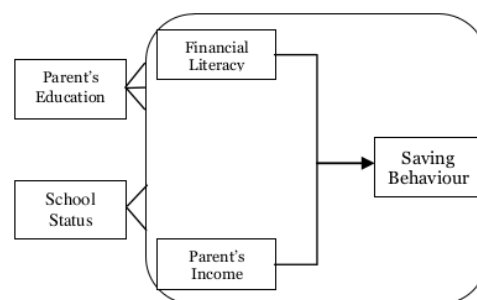 Financial
Literacy
Parent's
Education
Saving
Behaviour
School
Status
Parent's
Income